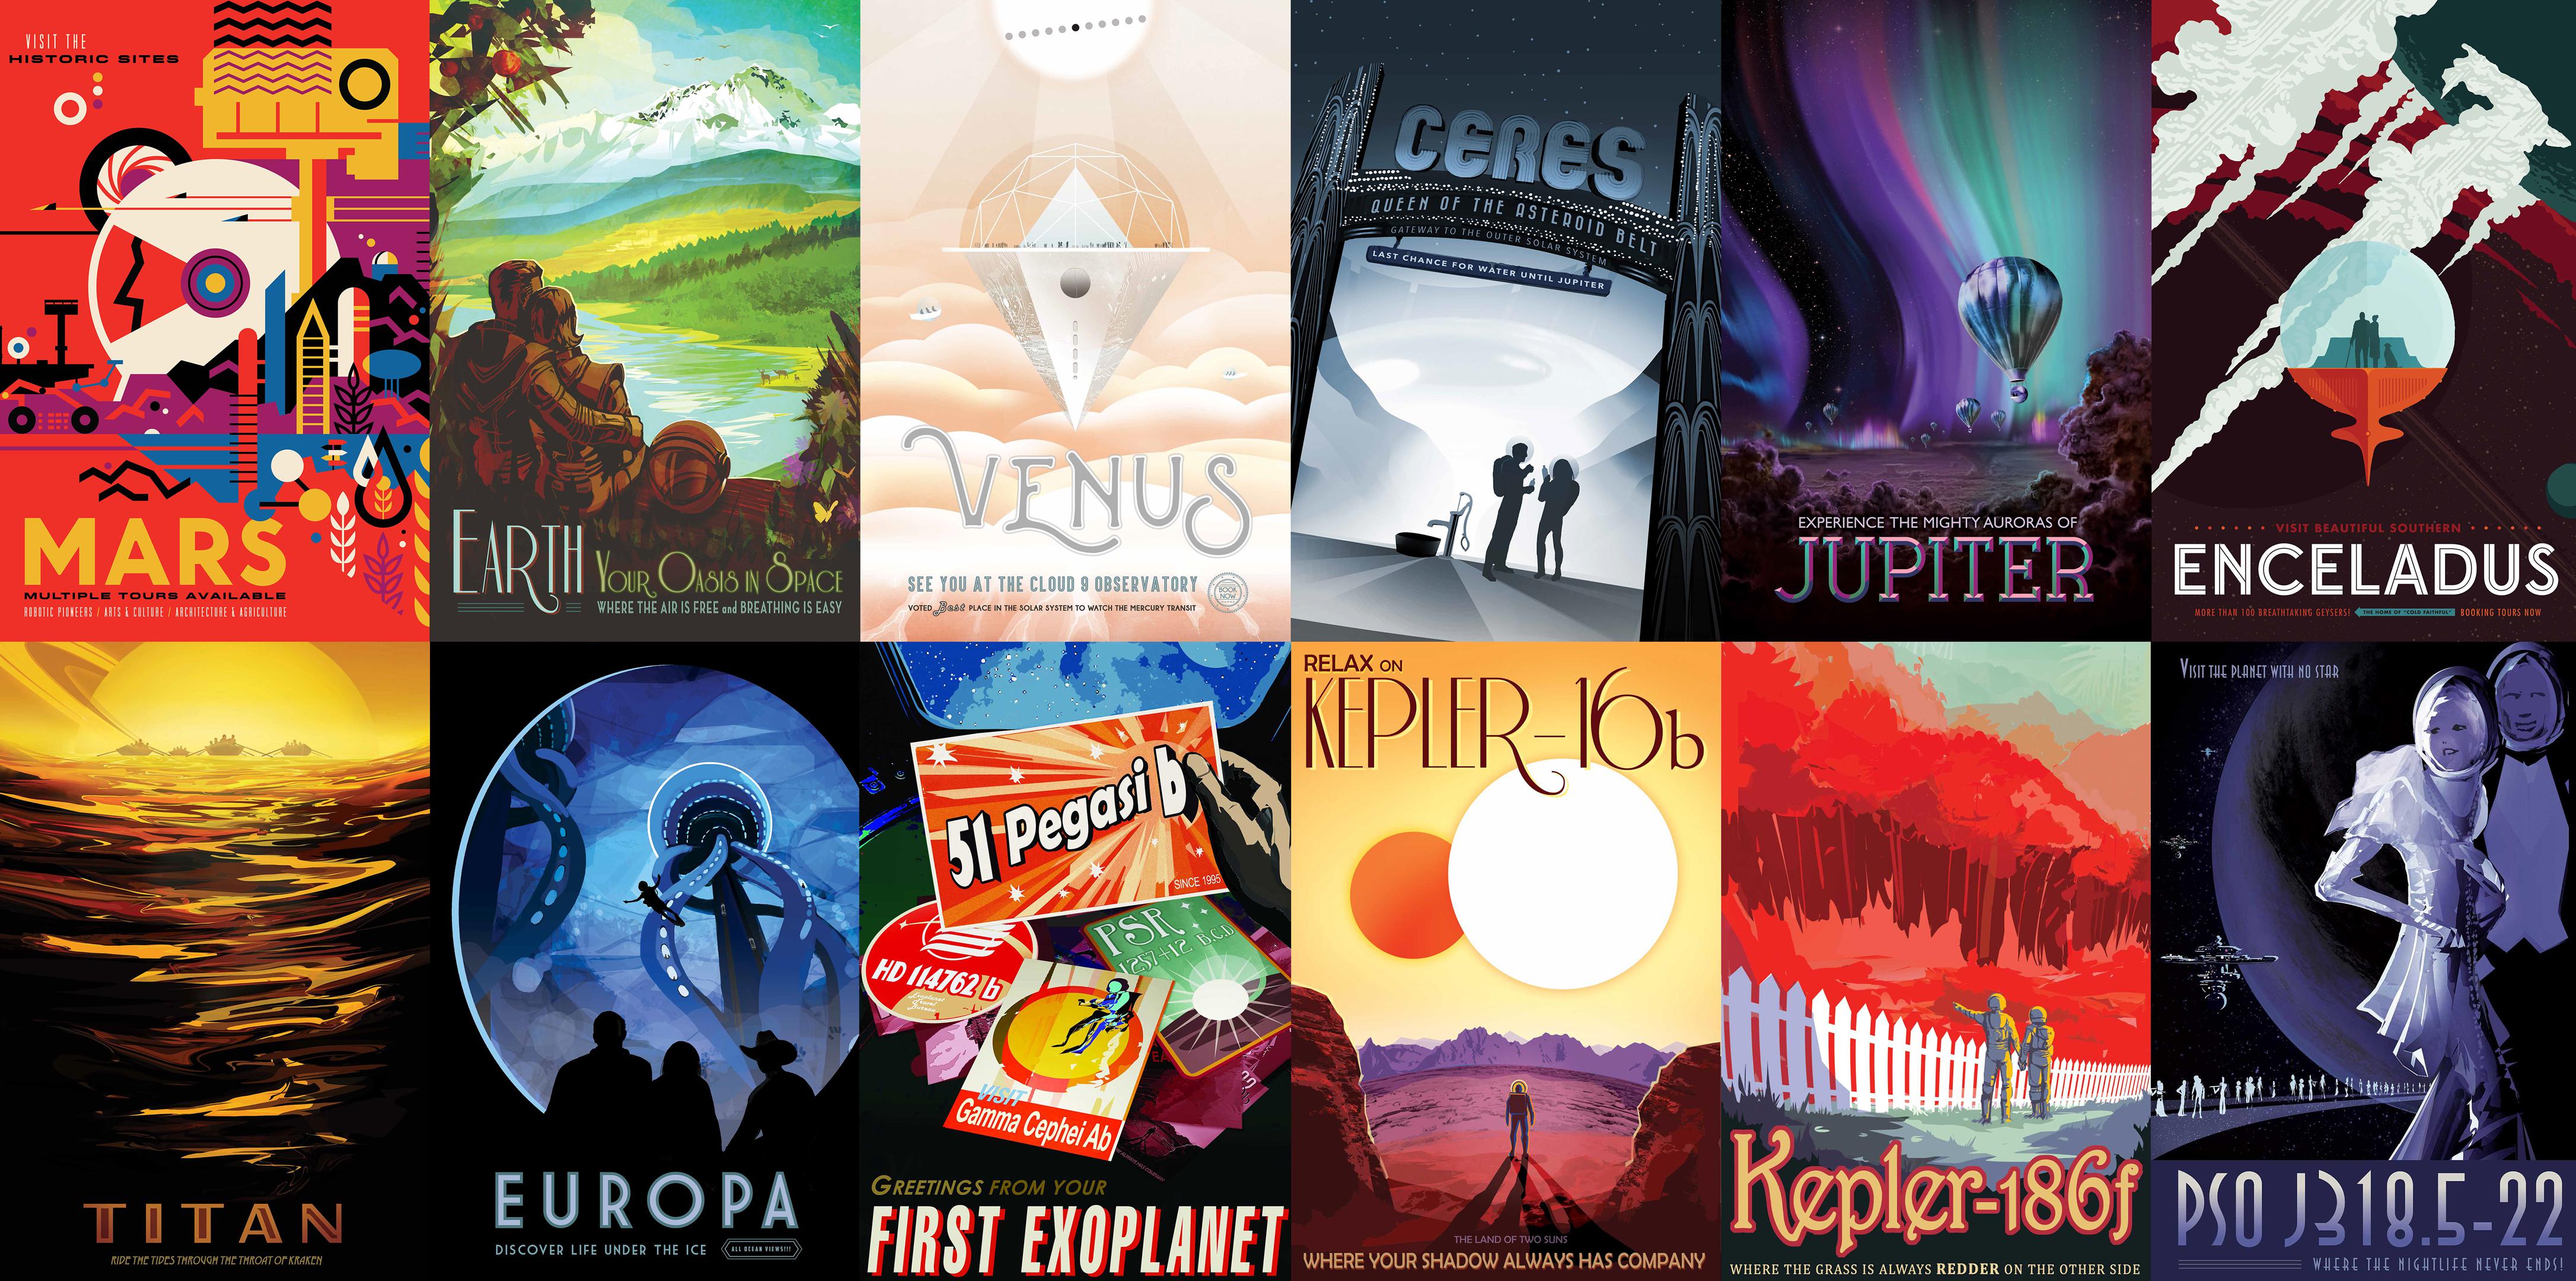 VISIT THE
HISTORIC SITES
MARS
MULTIPLE TOURS AVAILABLE
ROBOTIC PIONEERS / ARTS & CULTURE / ARCHITECTURE & AGRICULTURE
EARTH
YOUR OASIS IN SPACE
WHERE THE AIR IS FREE and BREATHING IS EASY
VENUS
SEE YOU AT THE CLOUD 9 OBSERVATORY
VOTED Best PLACE IN THE SOLAR SYSTEM TO WATCH THE MERCURY TRANSIT
BOOK
NOW
CERES
QUEEN OF THE ASTEROID BELT
GATEWAY TO THE OUTER SOLAR SYSTEM
LAST CHANCE FOR WATER UNTIL JUPITER
EXPERIENCE THE MIGHTY AURORAS OF
JUPITER
VISIT BEAUTIFUL SOUTHERN
ENCELADUS
MORE THAN 100 BREATHTAKING GEYSERS! THE HOME OF "COLD FAITHFUL" BOOKING TOURS NOW
TITAN
RIDE THE TIDES THROUGH THE THROAT OF KRAKEN
EUROPA
DISCOVER LIFE UNDER THE ICE
ALL OCEAN VIEWS!!!
51 Pegasi b
SINCE 1995
HD 114762 b
PSR
1257+12 B,C,D
VISIT
Gamma Cephei Ab
GREETINGS FROM YOUR
FIRST EXOPLANET
RELAX ON
KEPLER-16b
THE LAND OF TWO SUNS
WHERE YOUR SHADOW ALWAYS HAS COMPANY
Kepler-186f
WHERE THE GRASS IS ALWAYS REDDER ON THE OTHER SIDE
VISIT THE PLANET WITH NO STAR
PSO J318.5-22
WHERE THE NIGHTLIFE NEVER ENDS!